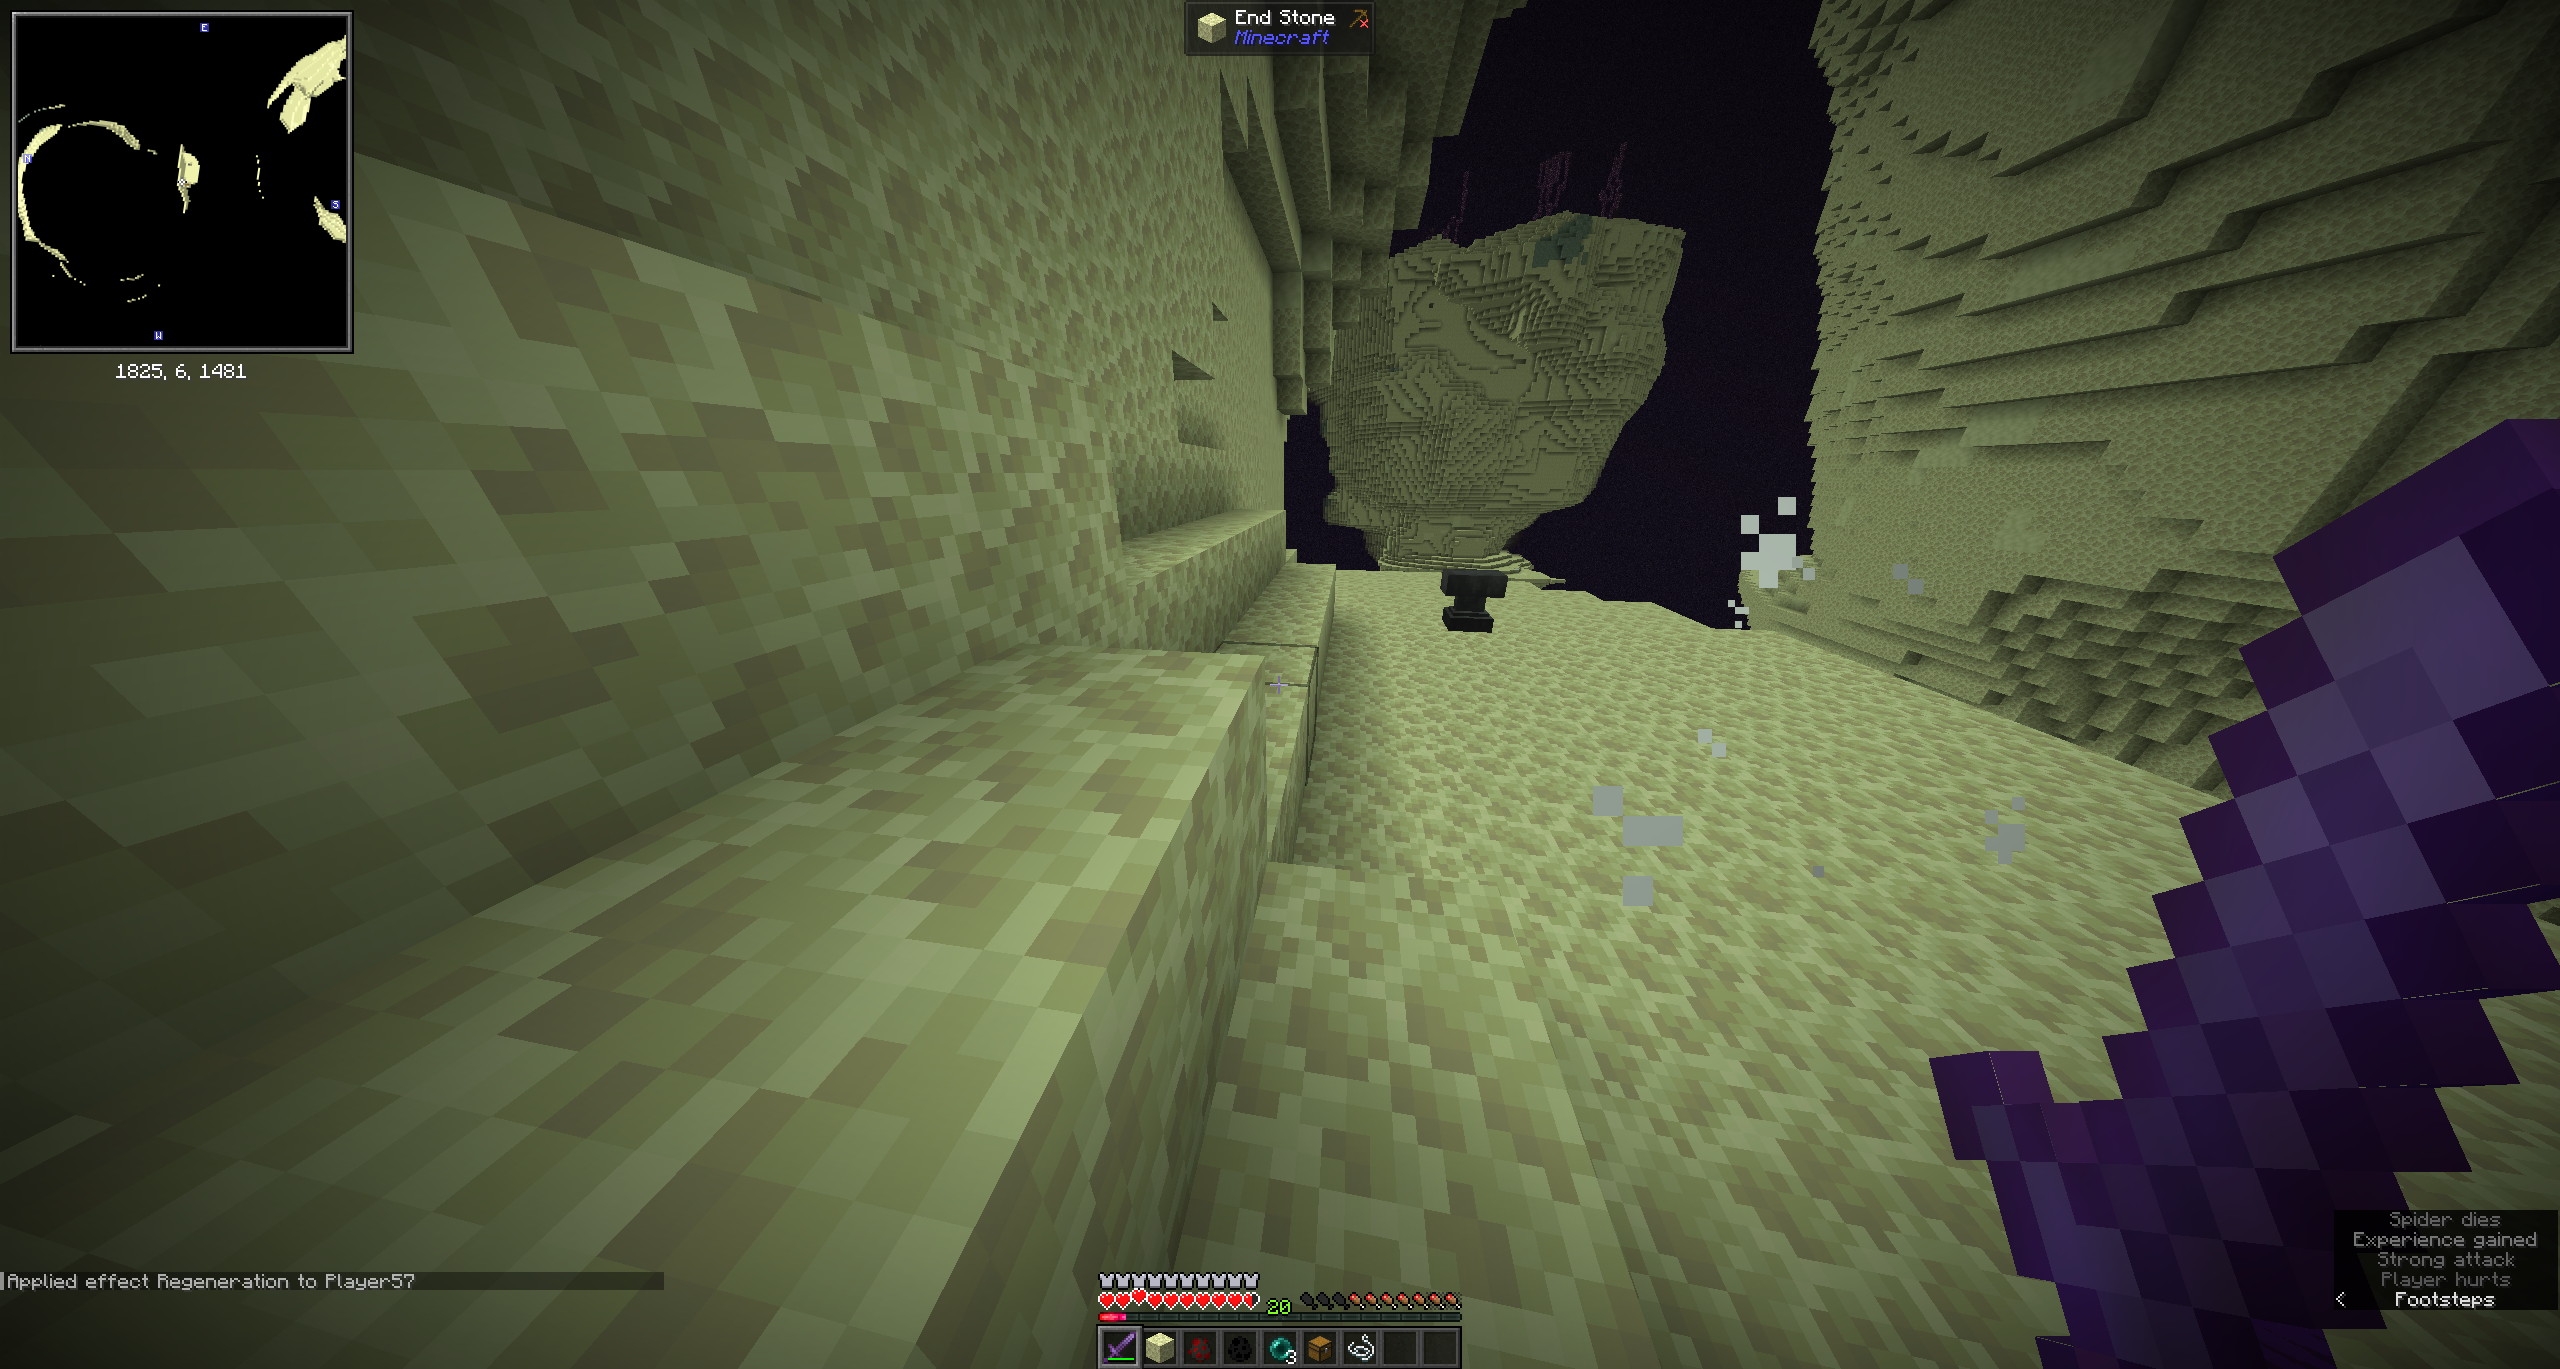 E
N
S
W
1825, 6, 1481
End Stone
Minecraft
Applied effect Regeneration to Player57
20
3
Spider dies
Experience gained
Strong attack
Player hurts
< Footsteps